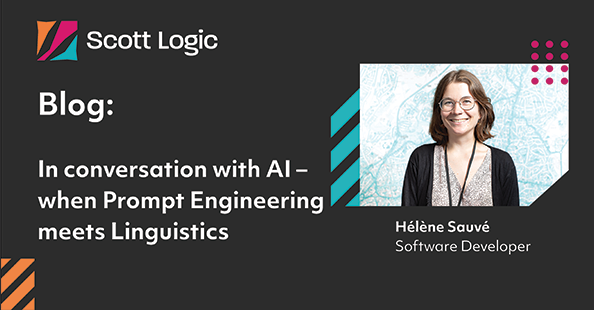 Scott Logic
Blog:
In conversation with AI –
when Prompt Engineering
meets Linguistics
Hélène Sauvé
Software Developer